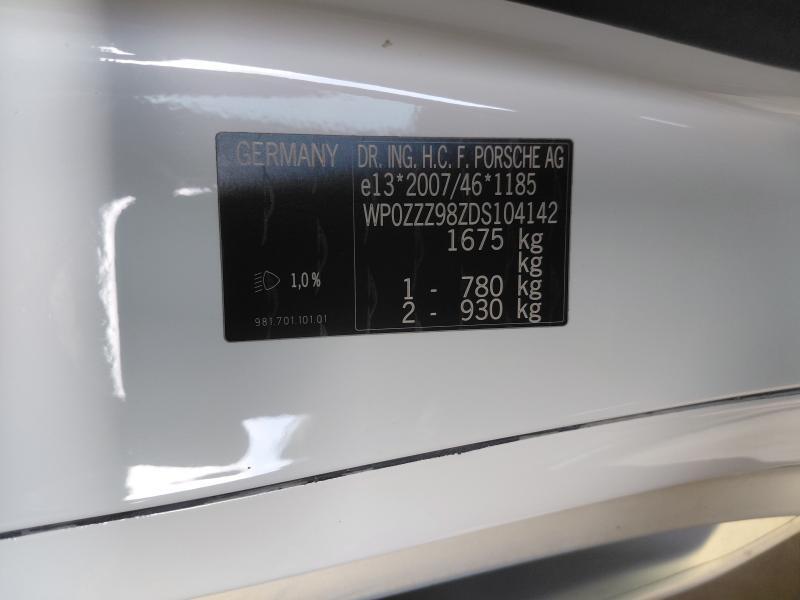 GERMANY
DR. ING. H.C. F. PORSCHE AG
e13*2007/46*1185
WP0ZZZ98ZDS104142
1675 kg
kg
1,0%
1 - 780 kg
2 - 930 kg
981.701.101.01